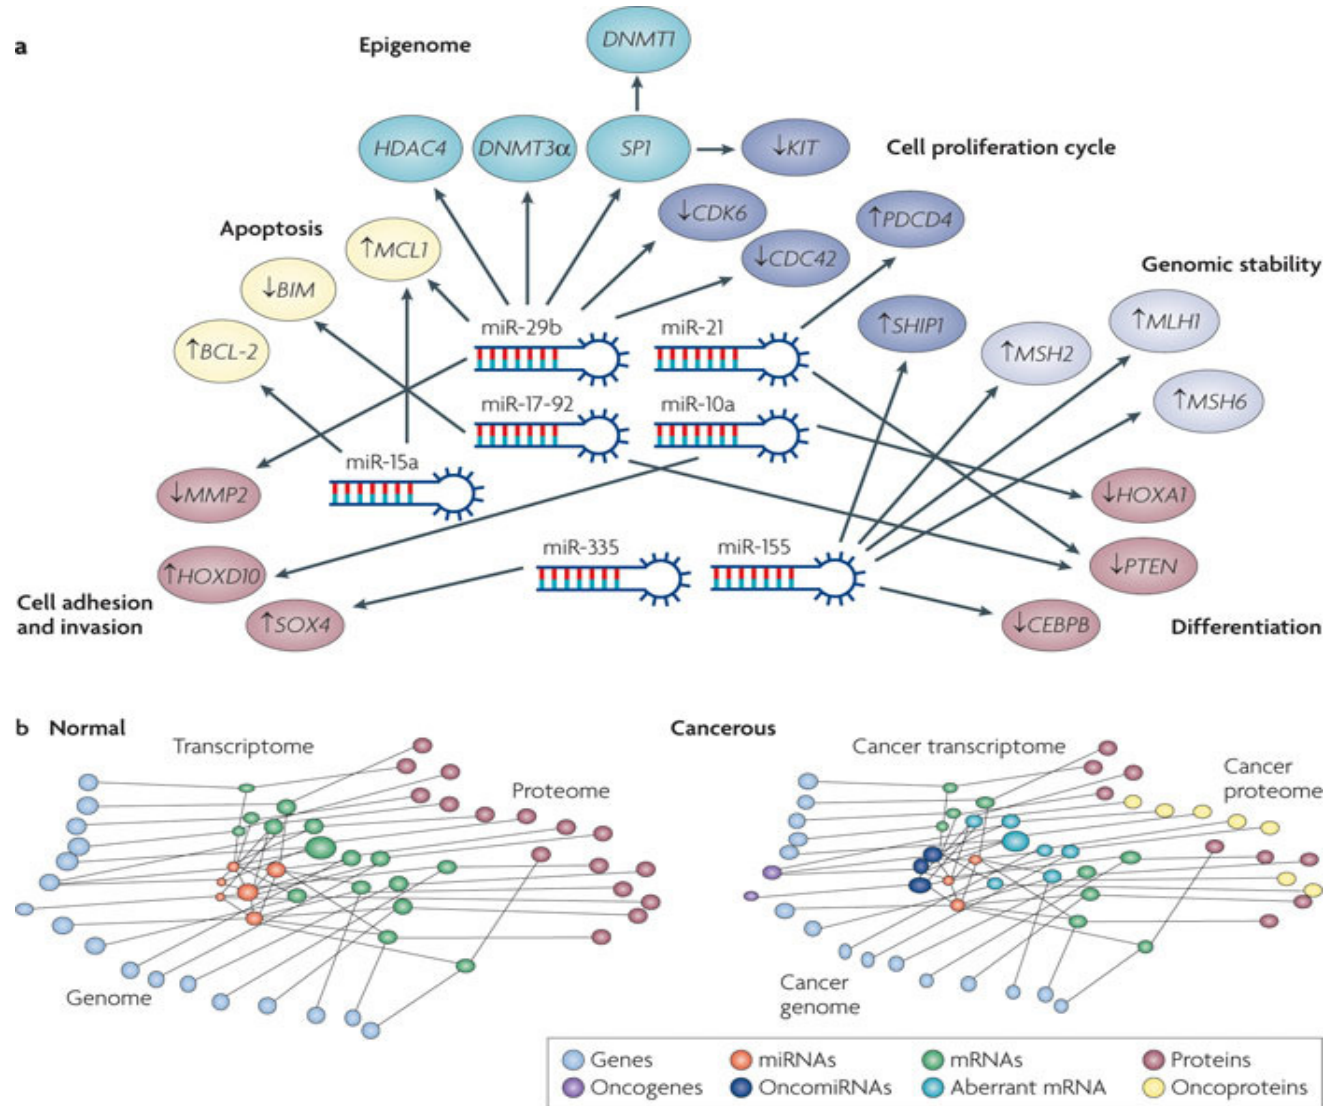 a
Epigenome
DNMT1
HDAC4
DNMT3α
SP1
↓KIT
Cell proliferation cycle
↓CDK6
↑PDCD4
Apoptosis
↑MCL1
↓CDC42
Genomic stability
↓BIM
↑MLH1
↑BCL-2
miR-29b
miR-21
↑SHIP1
↑MSH2
↑MSH6
miR-17-92
miR-10a
miR-15a
↓MMP2
↓HOXA1
miR-335
miR-155
↑HOXD10
↓PTEN
Cell adhesion
and invasion
↑SOX4
↓CEBPB
Differentiation
b Normal
Cancerous
Transcriptome
Cancer transcriptome
Proteome
Cancer
proteome
Genome
Cancer
genome
Genes
miRNAs
mRNAs
Proteins
Oncogenes
OncomiRNAs
Aberrant mRNA
Oncoproteins